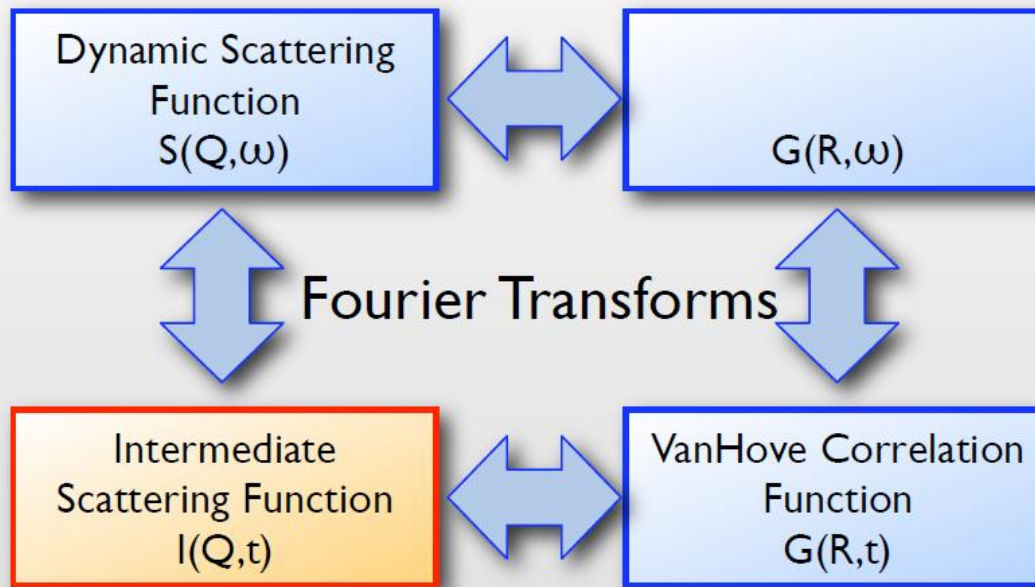 Dynamic Scattering
Function
S(Q,ω)
G(R,ω)
Fourier Transforms
Intermediate
Scattering Function
I(Q,t)
VanHove Correlation
Function
G(R,t)